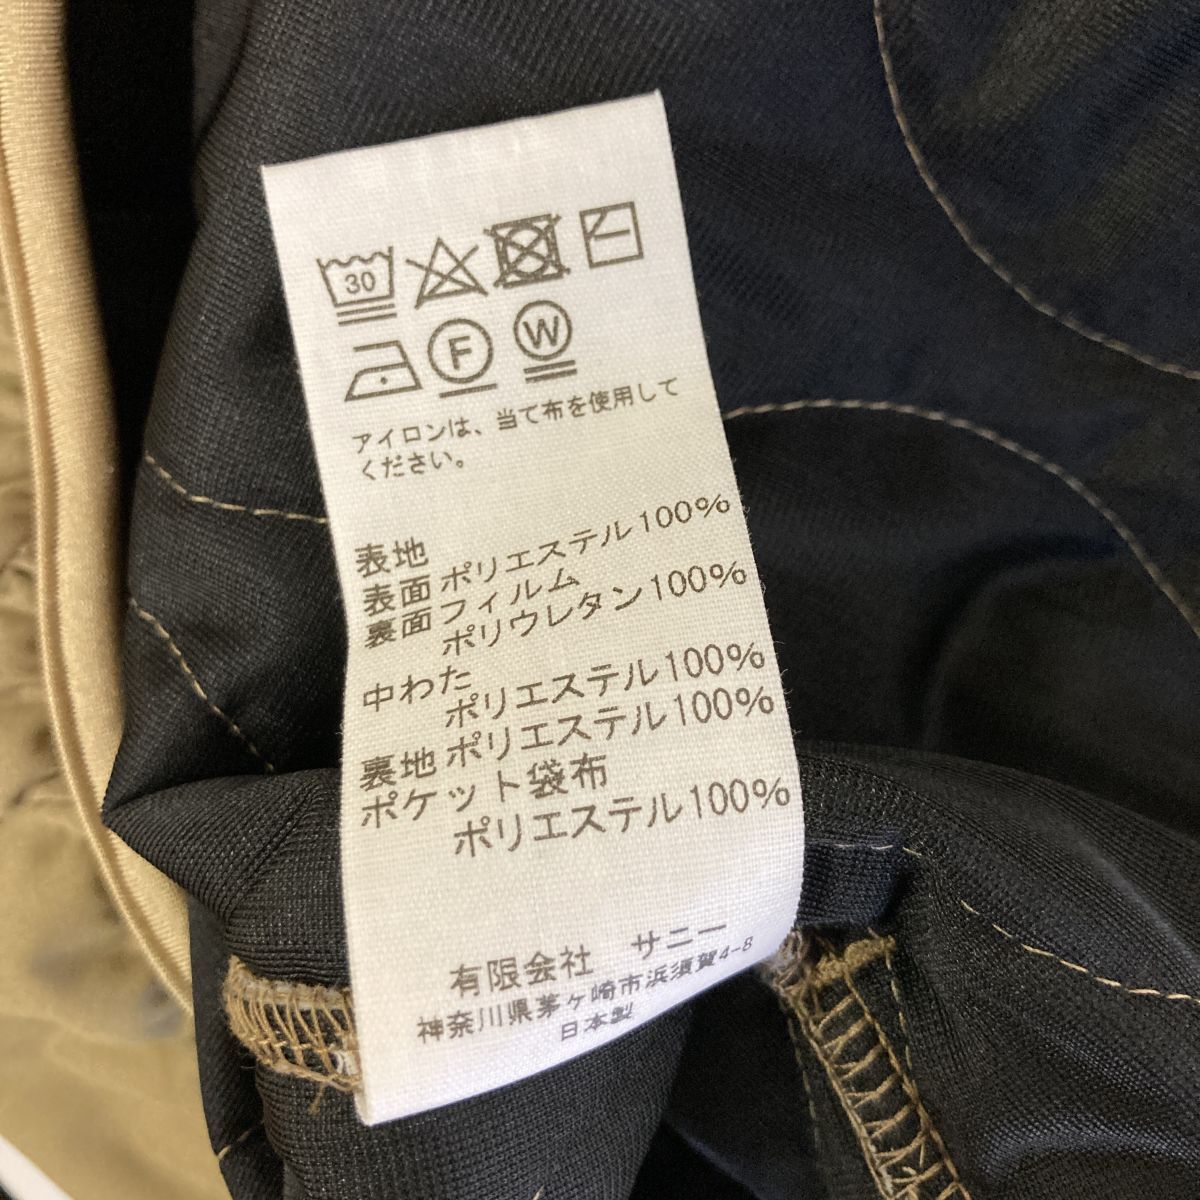 30
F W
アイロンは、当て布を使用して
ください。
表地
表面 ポリエステル100%
裏面 フィルム
ポリウレタン100%
中わた
ポリエステル100%
裏地 ポリエステル100%
ポケット袋布
ポリエステル100%
有限会社 サニー
神奈川県茅ヶ崎市浜須賀4-8
日本製